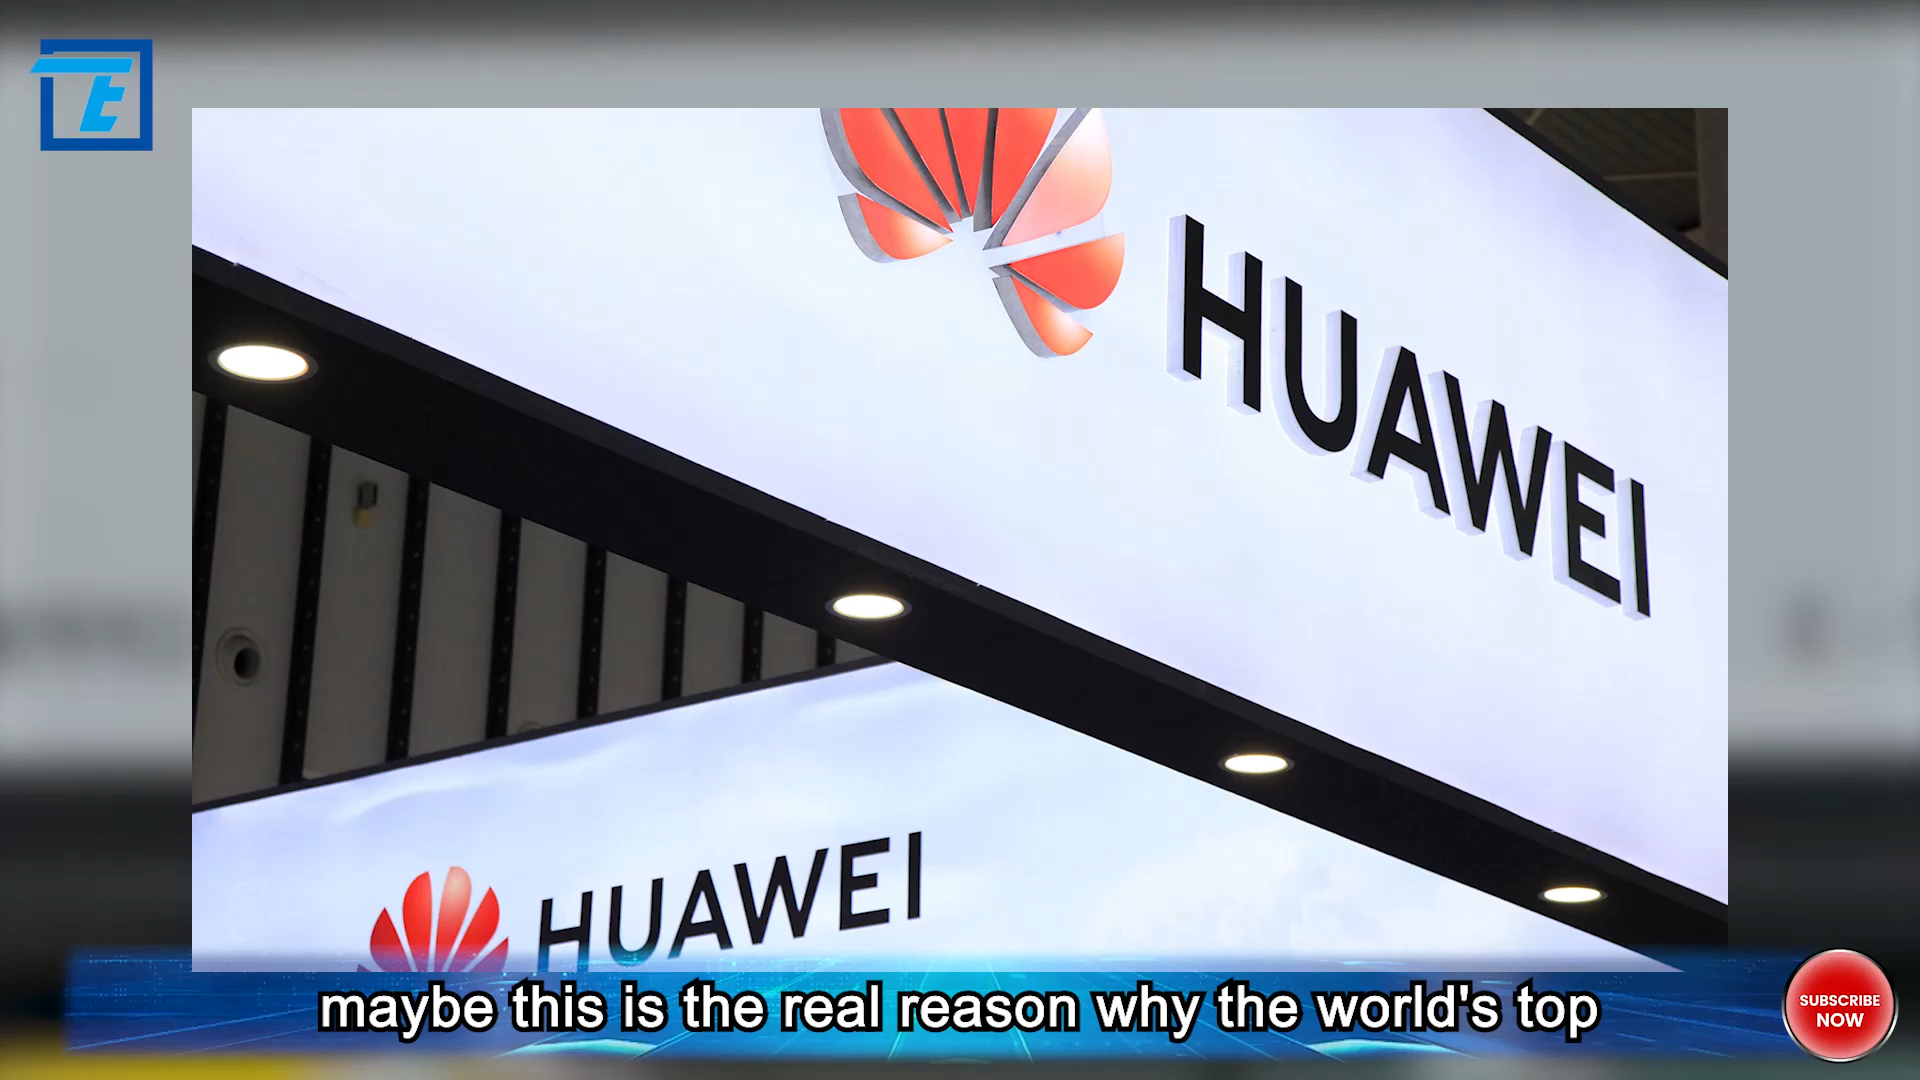 HUAWEI
HUAWEI
maybe this is the real reason why the world's top
SUBSCRIBE
NOW